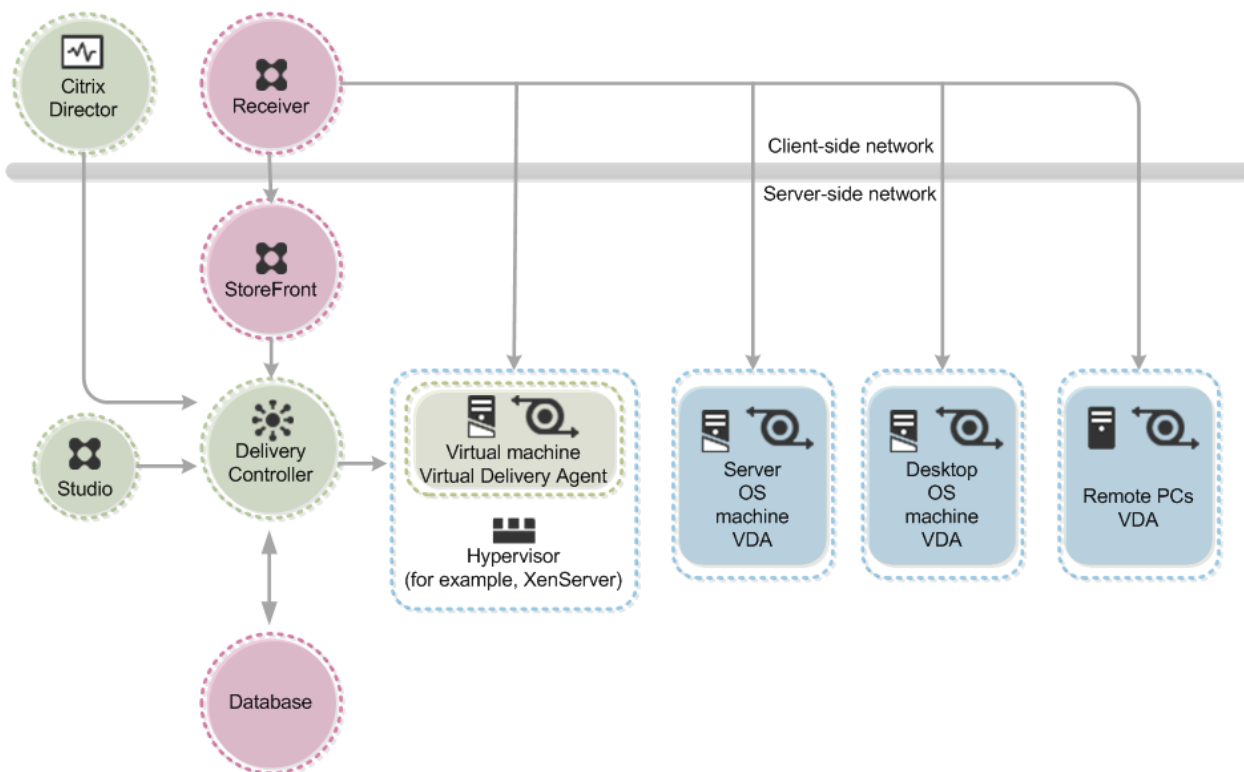 Citrix
Director
Receiver
Client-side network
Server-side network
StoreFront
Studio
Delivery
Controller
Virtual machine
Virtual Delivery Agent
Hypervisor
(for example, XenServer)
Server
OS
machine
VDA
Desktop
OS
machine
VDA
Remote PCs
VDA
Database